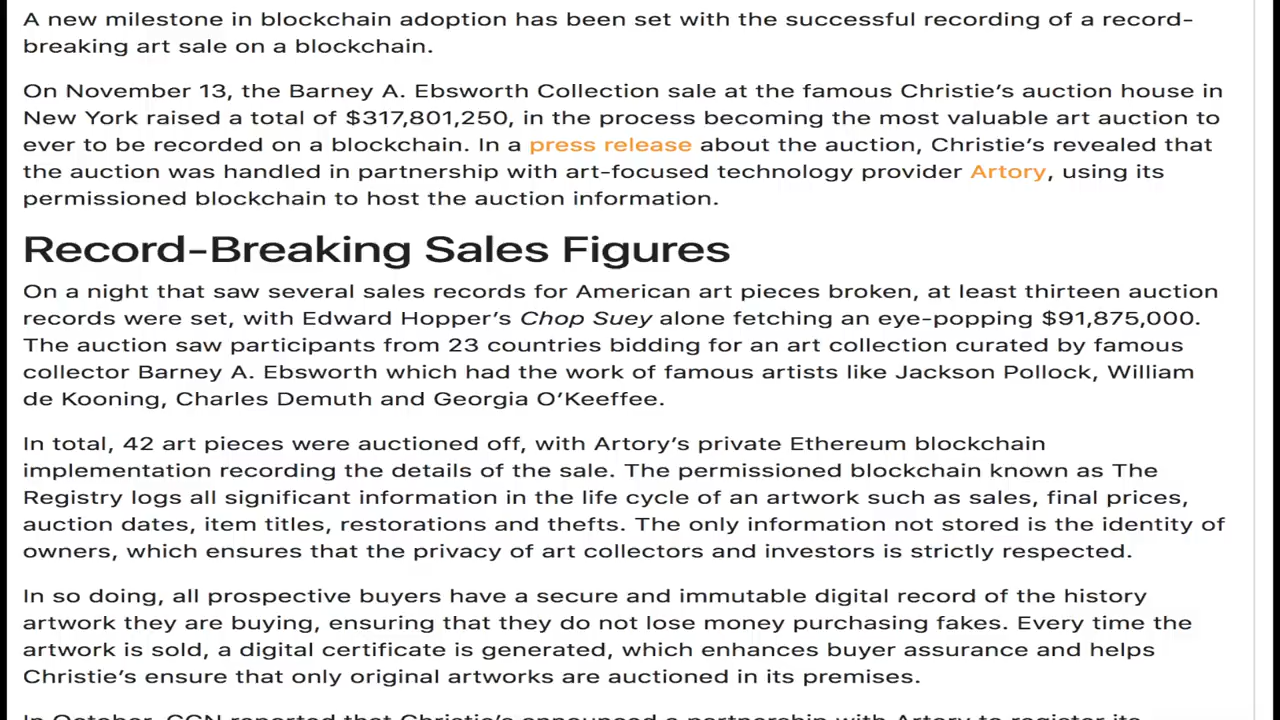 A new milestone in blockchain adoption has been set with the successful recording of a record-
breaking art sale on a blockchain.
On November 13, the Barney A. Ebsworth Collection sale at the famous Christie's auction house in
New York raised a total of $317,801,250, in the process becoming the most valuable art auction to
ever to be recorded on a blockchain. In a press release about the auction, Christie's revealed that
the auction was handled in partnership with art-focused technology provider Artory, using its
permissioned blockchain to host the auction information.
Record-Breaking Sales Figures
On a night that saw several sales records for American art pieces broken, at least thirteen auction
records were set, with Edward Hopper's Chop Suey alone fetching an eye-popping $91,875,000.
The auction saw participants from 23 countries bidding for an art collection curated by famous
collector Barney A. Ebsworth which had the work of famous artists like Jackson Pollock, William
de Kooning, Charles Demuth and Georgia O'Keeffe.
In total, 42 art pieces were auctioned off, with Artory's private Ethereum blockchain
implementation recording the details of the sale. The permissioned blockchain known as The
Registry logs all significant information in the life cycle of an artwork such as sales, final prices,
auction dates, item titles, restorations and thefts. The only information not stored is the identity of
owners, which ensures that the privacy of art collectors and investors is strictly respected.
In so doing, all prospective buyers have a secure and immutable digital record of the history
artwork they are buying, ensuring that they do not lose money purchasing fakes. Every time the
artwork is sold, a digital certificate is generated, which enhances buyer assurance and helps
Christie's ensure that only original artworks are auctioned in its premises.
In October, CCN reported that Christie's announced a partnership with Artory to register its